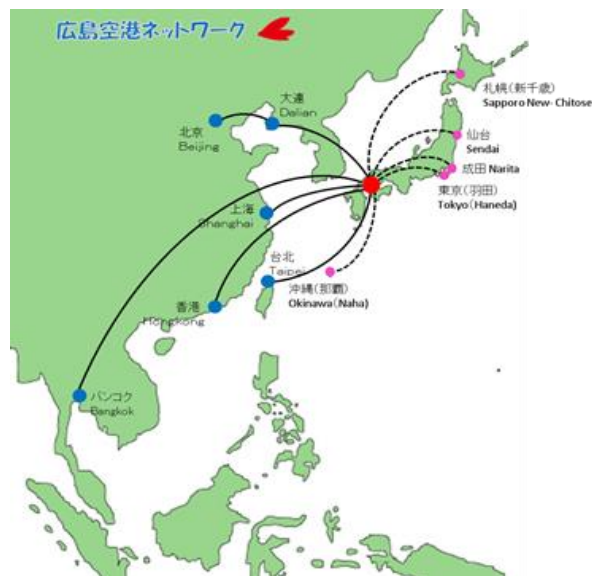 広島空港ネットワーク
札幌(新千歳)
Sapporo New-Chitose
大連
Dalian
北京
Beijing
仙台
Sendai
成田 Narita
東京(羽田)
Tokyo(Haneda)
上海
Shanghai
台北
Taipei
沖縄(那覇)
Okinawa(Naha)
香港
Hongkong
バンコク
Bangkok